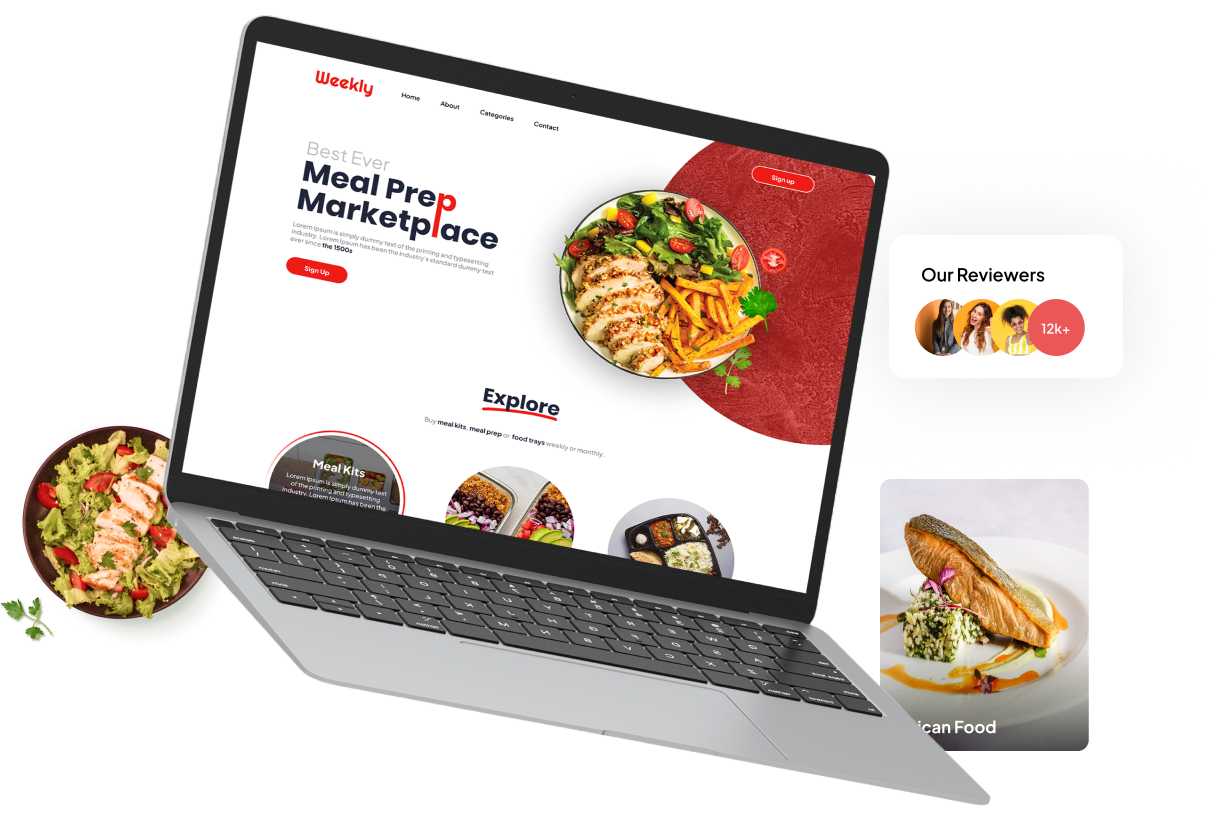 Weekly
Home About Categories Contact
Sign up
Best Ever
Meal Prep
Marketplace
Lorem Ipsum is simply dummy text of the printing and typesetting
industry. Lorem Ipsum has been the industry's standard dummy text
ever since the 1500s
Sign Up
Our Reviewers
12k+
Explore
Buy meal kits, meal prep or food trays weekly or monthly...
Meal Kits
Lorem Ipsum is simply dummy text
of the printing and typesetting
industry. Lorem Ipsum has been the
ican Food